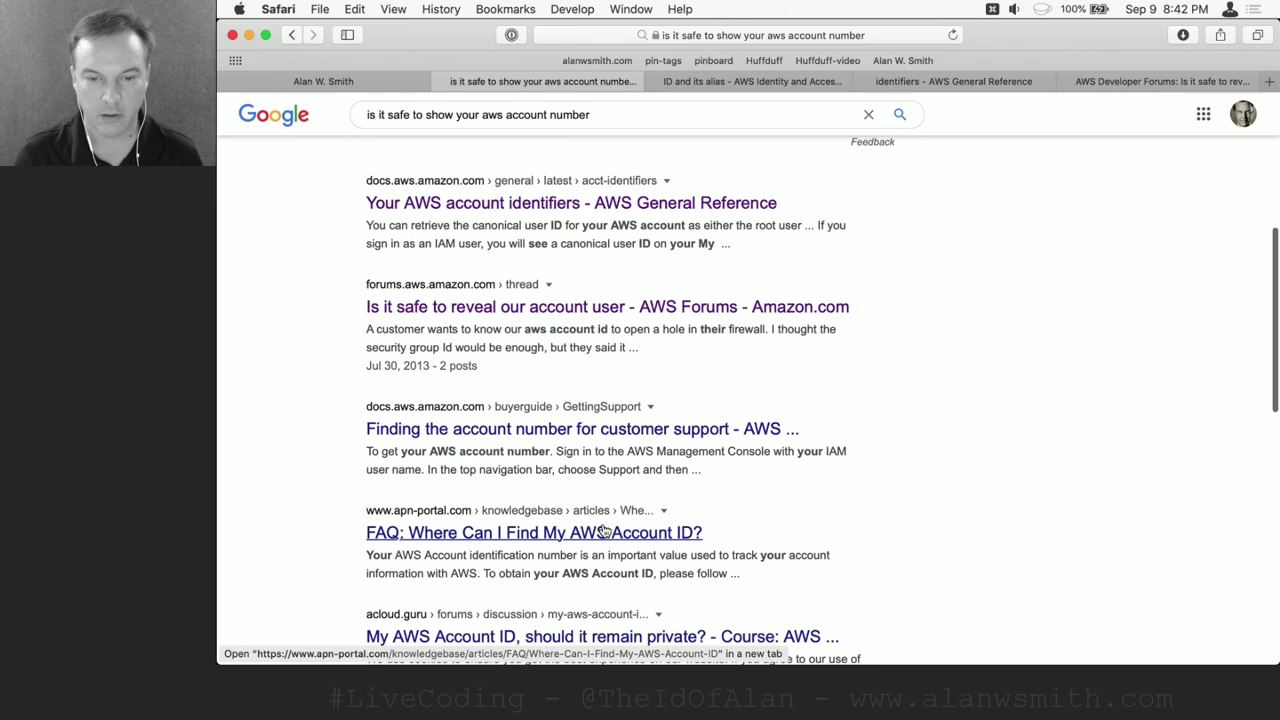 Safari File Edit View History Bookmarks Develop Window Help 100% Sep 9 8:42 PM
is it safe to show your aws account number
alanwsmith.com pin-tags pinboard Huffduff Huffduff-video Alan W. Smith
Alan W. Smith is it safe to show your aws account numbe... ID and its alias - AWS Identity and Acces... identifiers - AWS General Reference AWS Developer Forums: Is it safe to rev...
Google is it safe to show your aws account number
Feedback
docs.aws.amazon.com › general › latest › acct-identifiers
Your AWS account identifiers - AWS General Reference
You can retrieve the canonical user ID for your AWS account as either the root user ... If you
sign in as an IAM user, you will see a canonical user ID on your My ...
forums.aws.amazon.com › thread
Is it safe to reveal our account user - AWS Forums - Amazon.com
A customer wants to know our aws account id to open a hole in their firewall. I thought the
security group Id would be enough, but they said it ...
Jul 30, 2013 - 2 posts
docs.aws.amazon.com › buyerguide › GettingSupport
Finding the account number for customer support - AWS ...
To get your AWS account number. Sign in to the AWS Management Console with your IAM
user name. In the top navigation bar, choose Support and then ...
www.apn-portal.com › knowledgebase › articles › Whe...
FAQ: Where Can I Find My AWS Account ID?
Your AWS Account identification number is an important value used to track your account
information with AWS. To obtain your AWS Account ID, please follow ...
acloud.guru › forums › discussion › my-aws-account-i...
My AWS Account ID, should it remain private? - Course: AWS ...
Open "https://www.apn-portal.com/knowledgebase/articles/FAQ/Where-Can-I-Find-My-AWS-Account-ID" in a new tab
#LiveCoding - @TheIdOfAlan - www.alanwsmith.com